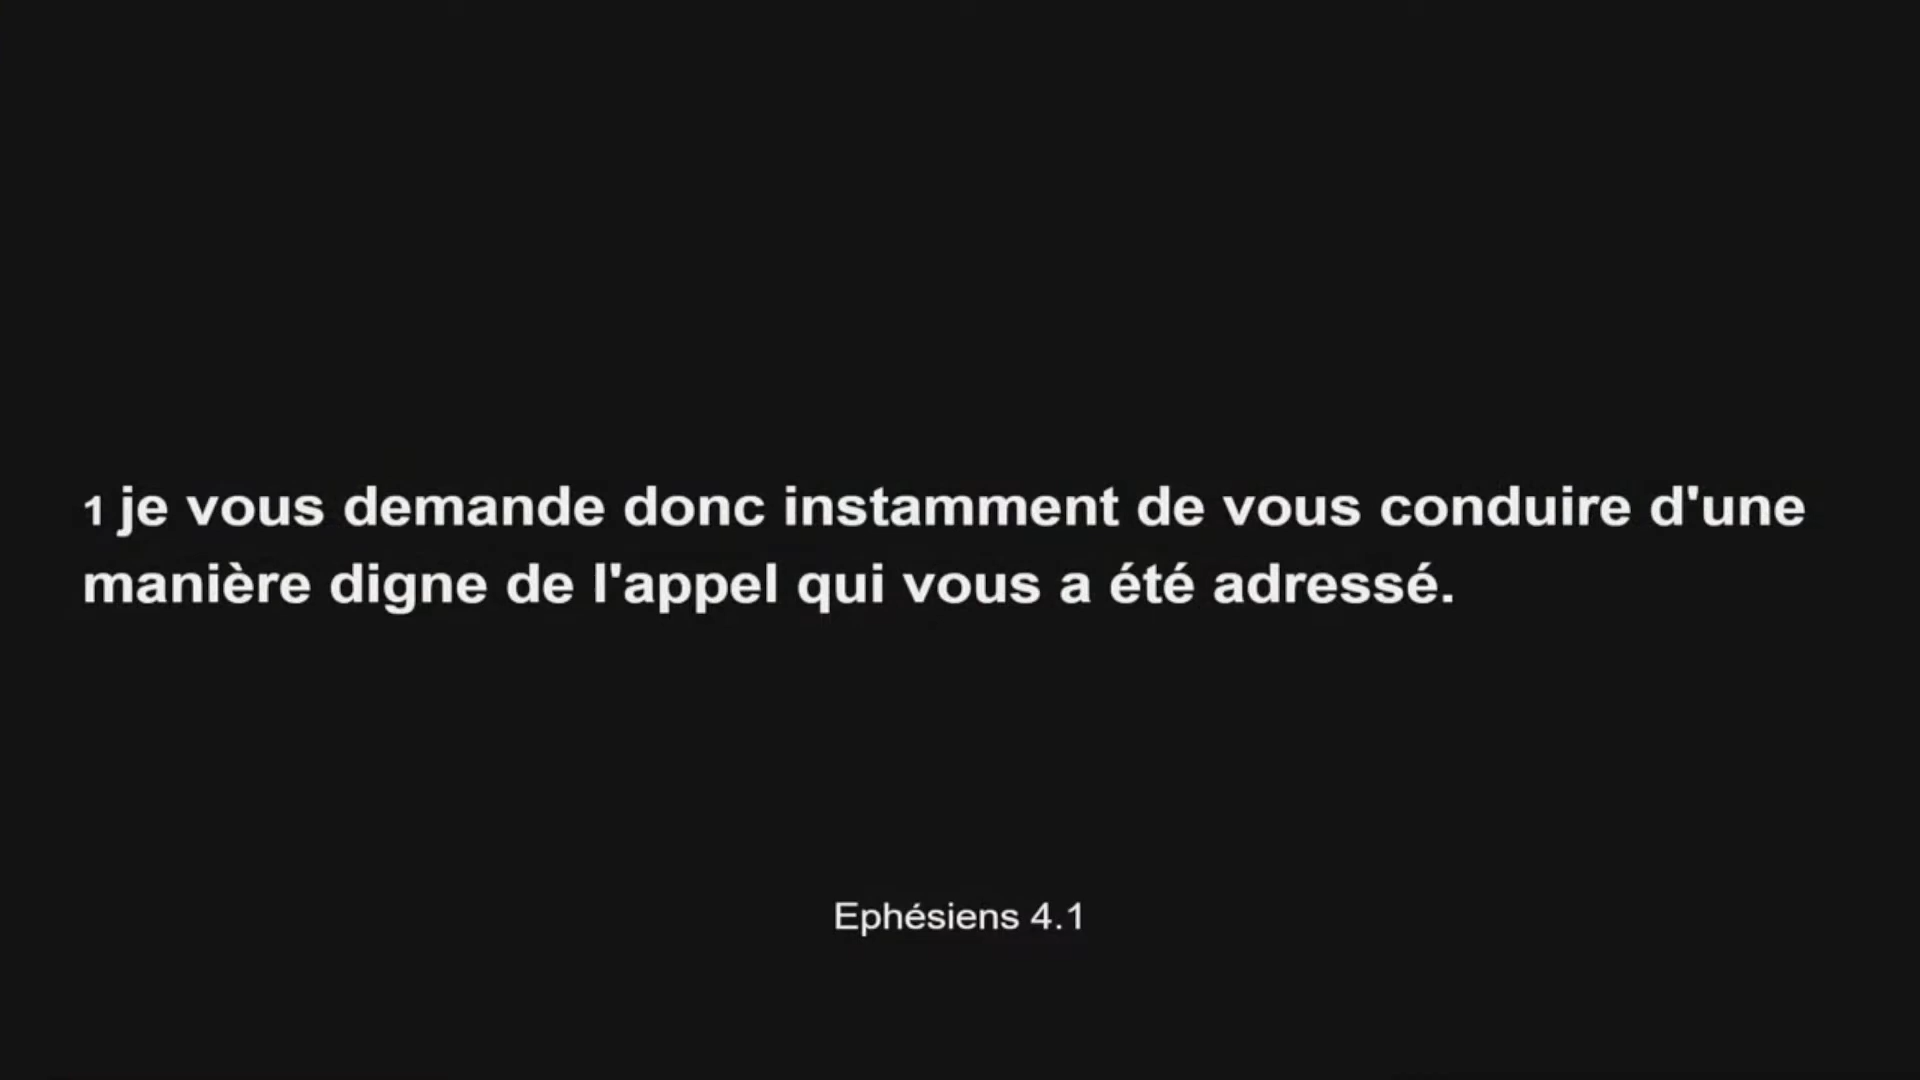 1 je vous demande donc instamment de vous conduire d'une
manière digne de l'appel qui vous a été adressé.
Ephésiens 4.1